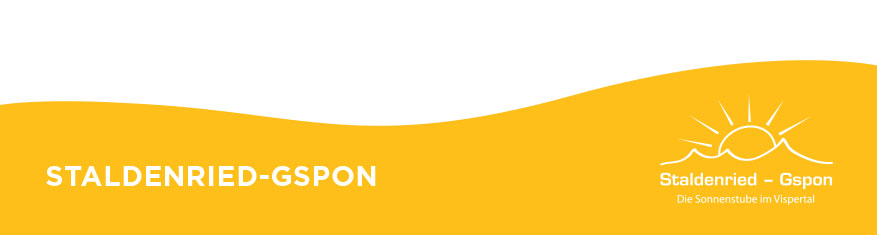 STALDENRIED-GSPON
Staldenried – Gspon
Die Sonnenstube im Vispertal